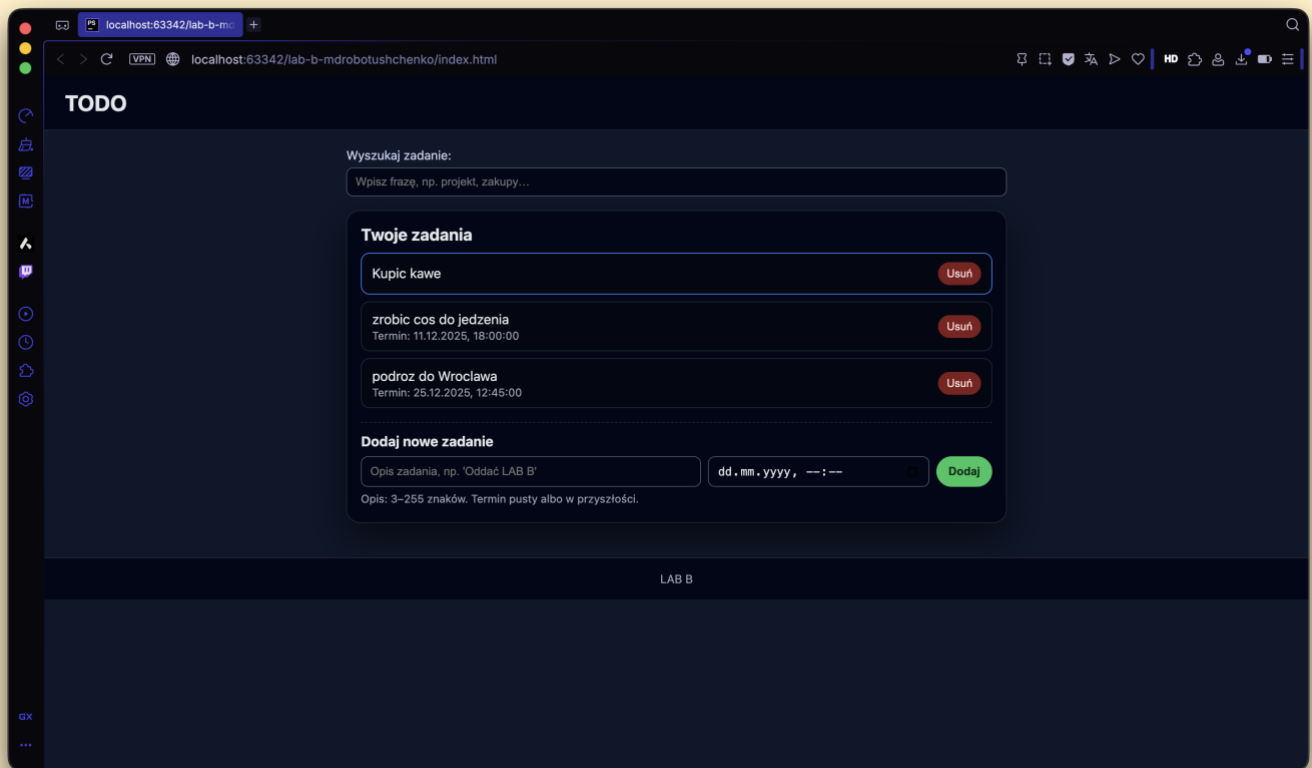 localhost:63342/lab-b-md
VPN localhost:63342/lab-b-mdrobotushchenko/index.html HD
TODO
Wyszukaj zadanie:
Wpisz frazę, np. projekt, zakupy…
Twoje zadania
Kupic kawe Usuń
zrobic cos do jedzenia
Termin: 11.12.2025, 18:00:00 Usuń
podroz do Wroclawa
Termin: 25.12.2025, 12:45:00 Usuń
Dodaj nowe zadanie
Opis zadania, np. 'Oddać LAB B' dd.mm.yyyy, --:-- Dodaj
Opis: 3–255 znaków. Termin pusty albo w przyszłości.
LAB B
GX